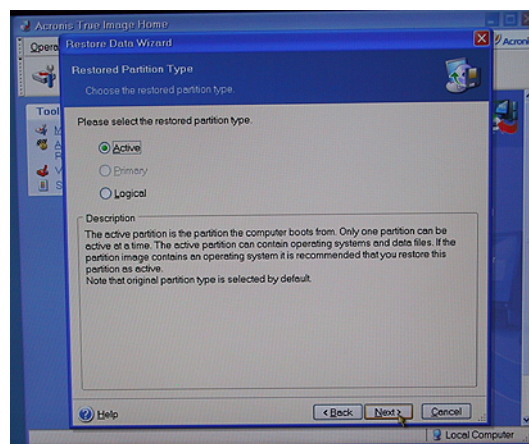 Acronis True Image Home
Opera
Restore Data Wizard
Acroni
Restored Partition Type
Choose the restored partition type.
Tool
Please select the restored partition type.
Active
Primary
Logical
Description
The active partition is the partition the computer boots from. Only one partition can be
active at a time. The active partition can contain operating systems and data files. If the
partition image contains an operating system it is recommended that you restore this
partition as active.
Note that original partition type is selected by default.
Help
< Back
Next >
Cancel
Local Computer